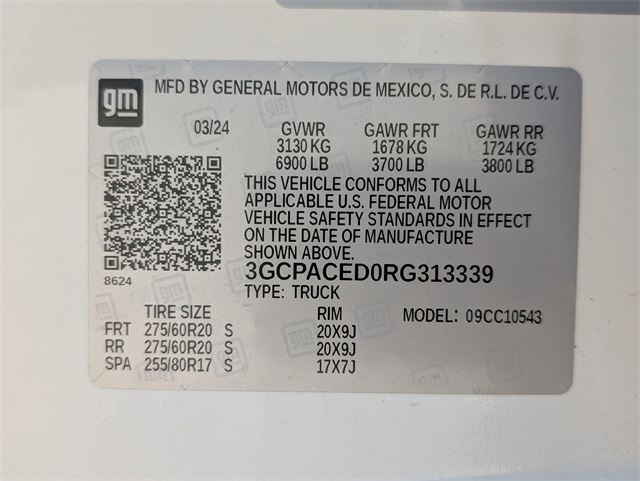 gm
MFD BY GENERAL MOTORS DE MEXICO, S. DE R.L. DE C.V.
03/24 GVWR GAWR FRT GAWR RR
3130 KG 1678 KG 1724 KG
6900 LB 3700 LB 3800 LB
THIS VEHICLE CONFORMS TO ALL
APPLICABLE U.S. FEDERAL MOTOR
VEHICLE SAFETY STANDARDS IN EFFECT
ON THE DATE OF MANUFACTURE
SHOWN ABOVE.
8624
3GCPACED0RG313339
TYPE: TRUCK
TIRE SIZE RIM MODEL: 09CC10543
FRT 275/60R20 S 20X9J
RR 275/60R20 S 20X9J
SPA 255/80R17 S 17X7J